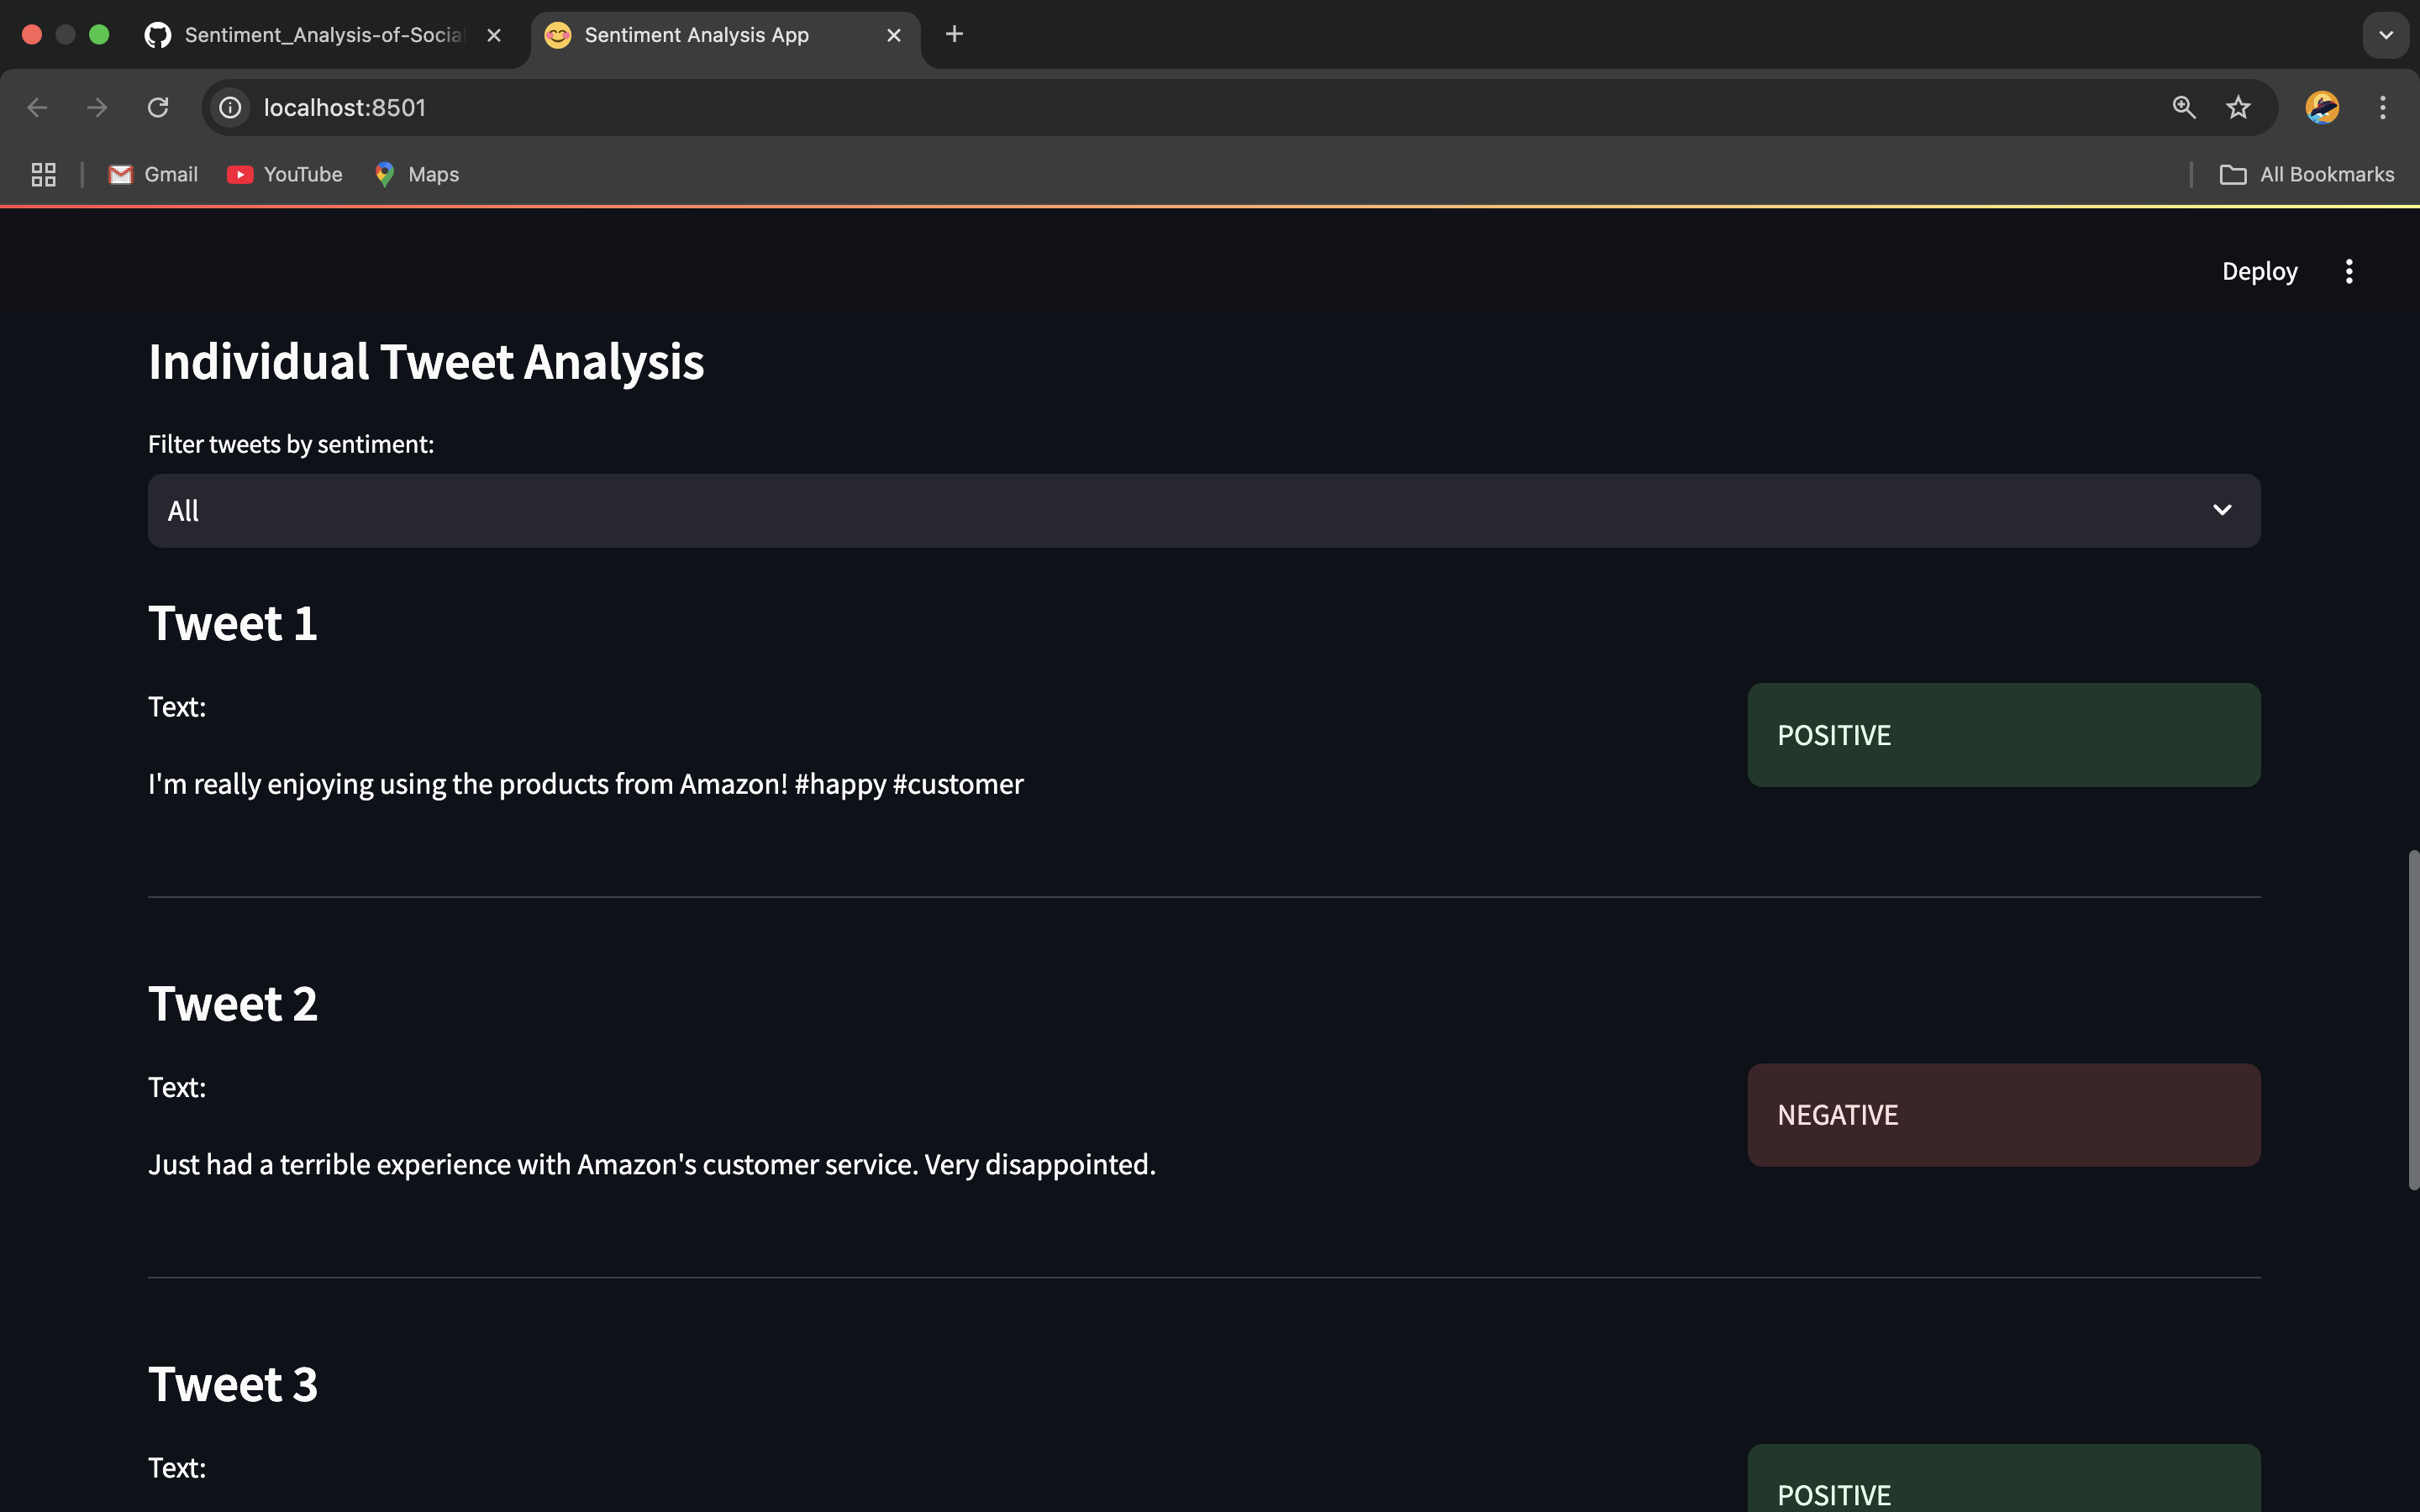 Sentiment_Analysis-of-Social
Sentiment Analysis App
localhost:8501
Gmail
YouTube
Maps
All Bookmarks
Deploy
Individual Tweet Analysis
Filter tweets by sentiment:
All
Tweet 1
Text:
POSITIVE
I'm really enjoying using the products from Amazon! #happy #customer
Tweet 2
Text:
NEGATIVE
Just had a terrible experience with Amazon's customer service. Very disappointed.
Tweet 3
Text:
POSITIVE